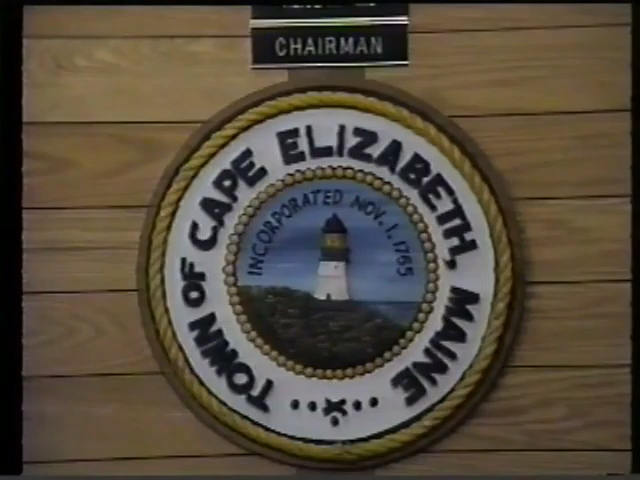 CHAIRMAN
TOWN OF CAPE ELIZABETH, MAINE
INCORPORATED NOV. 1, 1765